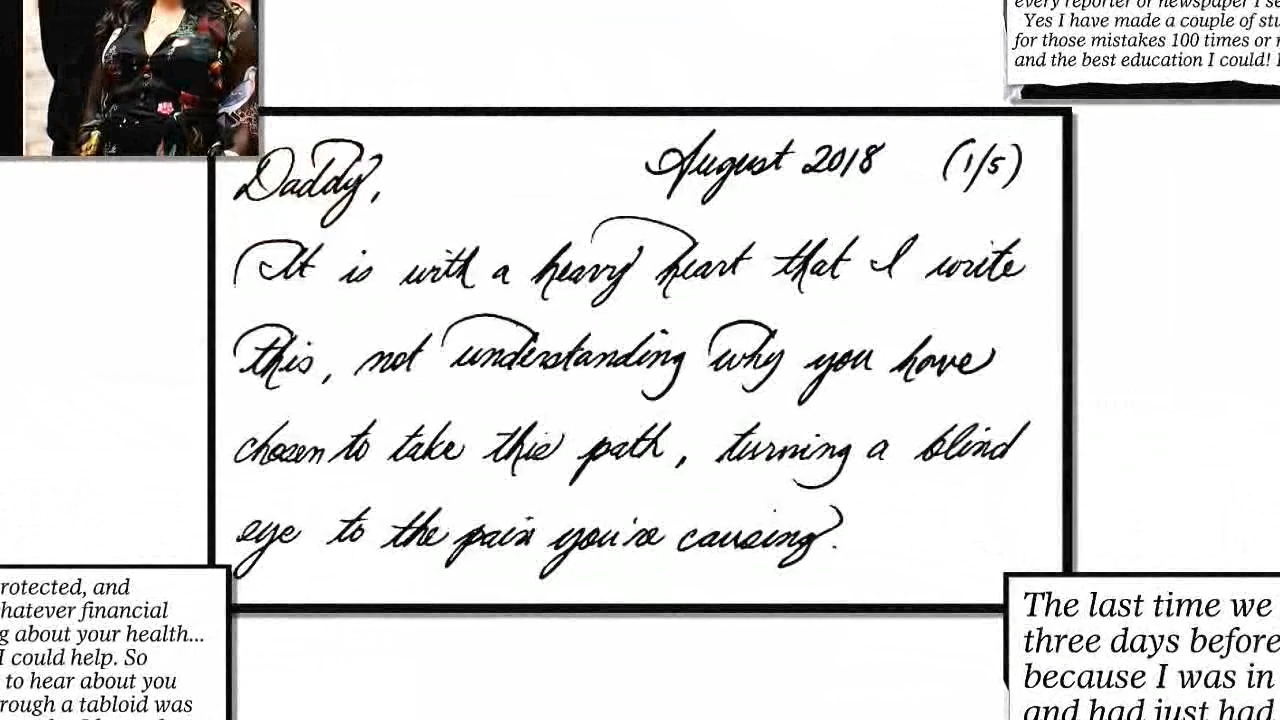 every reporter or newspaper I se
Yes I have made a couple of stu
for those mistakes 100 times or m
and the best education I could! I
Daddy,
August 2018 (1/5)
It is with a heavy heart that I write
this, not understanding why you have
chosen to take this path, turning a blind
eye to the pain you're causing.
rotected, and
hatever financial
g about your health...
I could help. So
to hear about you
rough a tabloid was
The last time we
three days before
because I was in
and had just had